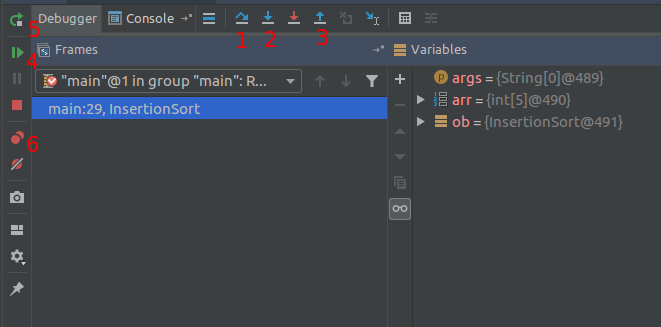 Debugger Console
5 1 2 3
4 Frames Variables
"main"@1 in group "main": R...
main:29, InsertionSort
6
args = {String[0]@489}
arr = {int[5]@490}
ob = {InsertionSort@491}